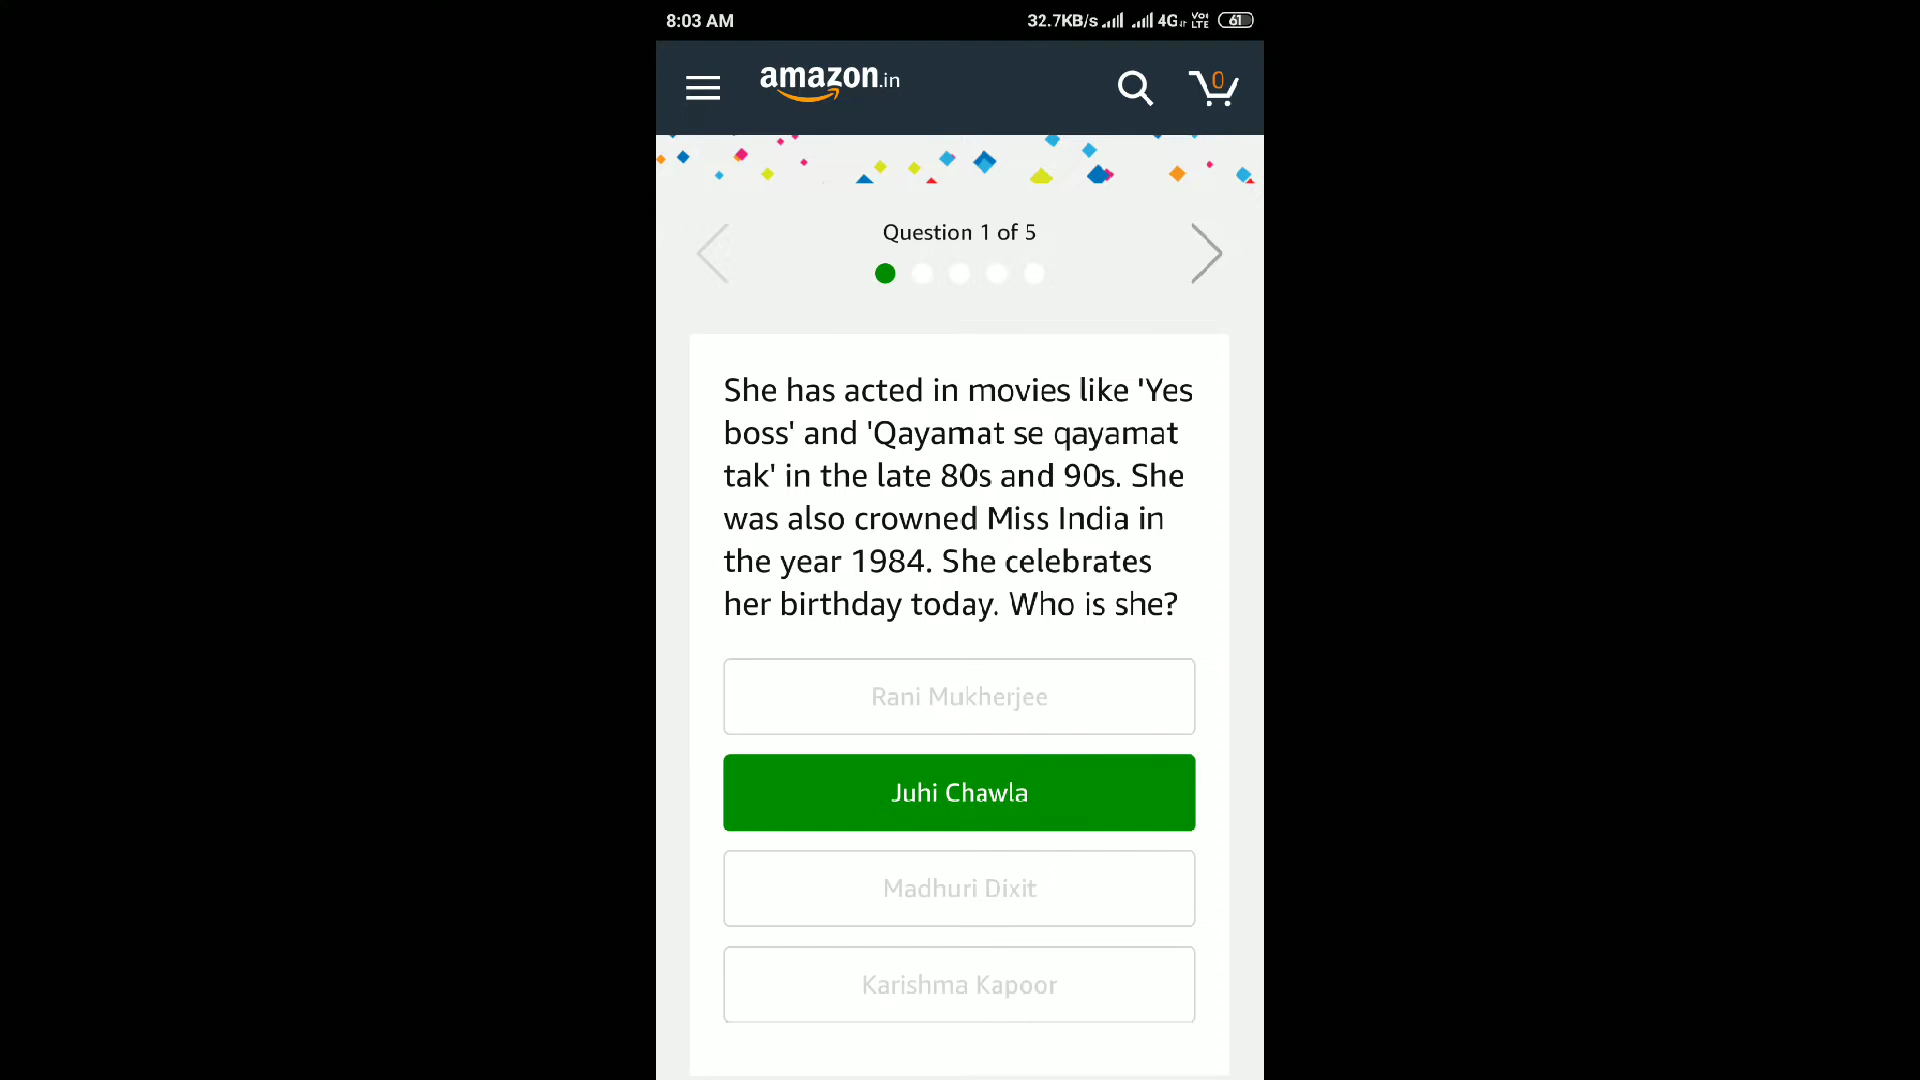 8:03 AM 32.7KB/s 4G VoLTE 61
amazon.in
0
Question 1 of 5
She has acted in movies like 'Yes
boss' and 'Qayamat se qayamat
tak' in the late 80s and 90s. She
was also crowned Miss India in
the year 1984. She celebrates
her birthday today. Who is she?
Rani Mukherjee
Juhi Chawla
Madhuri Dixit
Karishma Kapoor